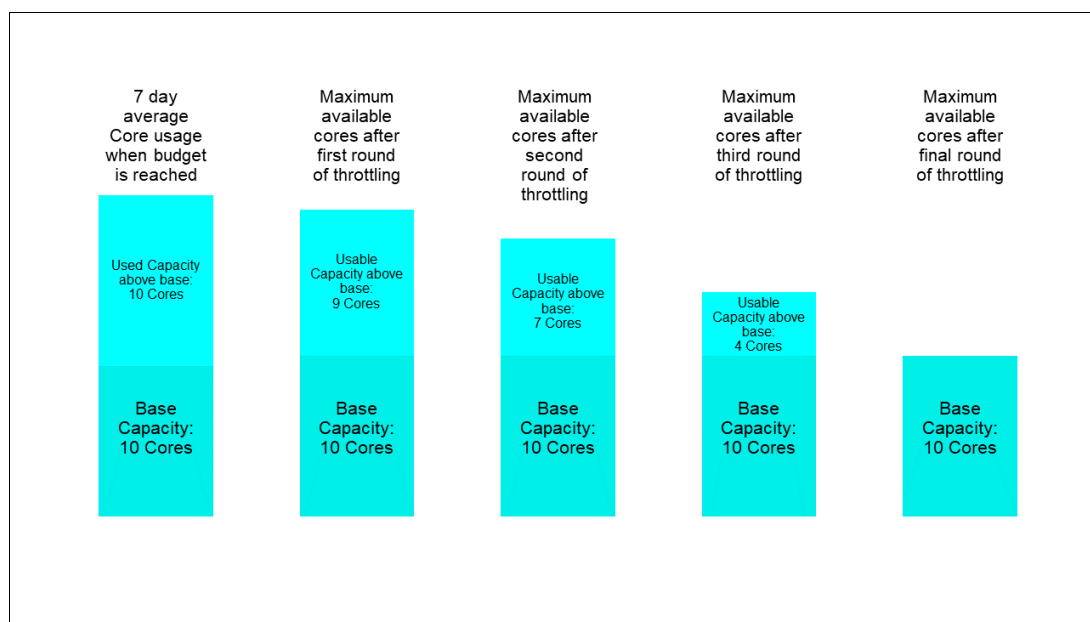 7 day
average
Core usage
when budget
is reached
Maximum
available
cores after
first round
of throttling
Maximum
available
cores after
second
round of
throttling
Maximum
available
cores after
third round
of throttling
Maximum
available
cores after
final round
of throttling
Used Capacity
above base:
10 Cores
Usable
Capacity above
base:
9 Cores
Usable
Capacity above
base:
7 Cores
Usable
Capacity above
base:
4 Cores
Base
Capacity:
10 Cores
Base
Capacity:
10 Cores
Base
Capacity:
10 Cores
Base
Capacity:
10 Cores
Base
Capacity:
10 Cores